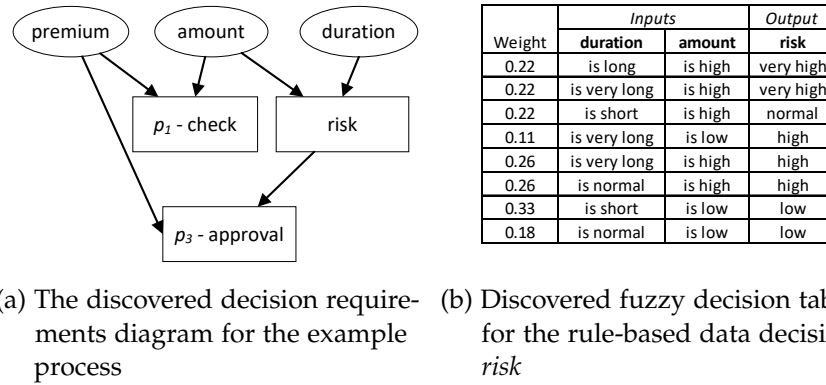 premium
amount
duration
p1 - check
risk
p3 - approval
Inputs Output
Weight duration amount risk
0.22 is long is high very high
0.22 is very long is high very high
0.22 is short is high normal
0.11 is very long is low high
0.26 is very long is high high
0.26 is normal is high high
0.33 is short is low low
0.18 is normal is low low
(a) The discovered decision require-
ments diagram for the example
process
(b) Discovered fuzzy decision tab
for the rule-based data decisi
risk